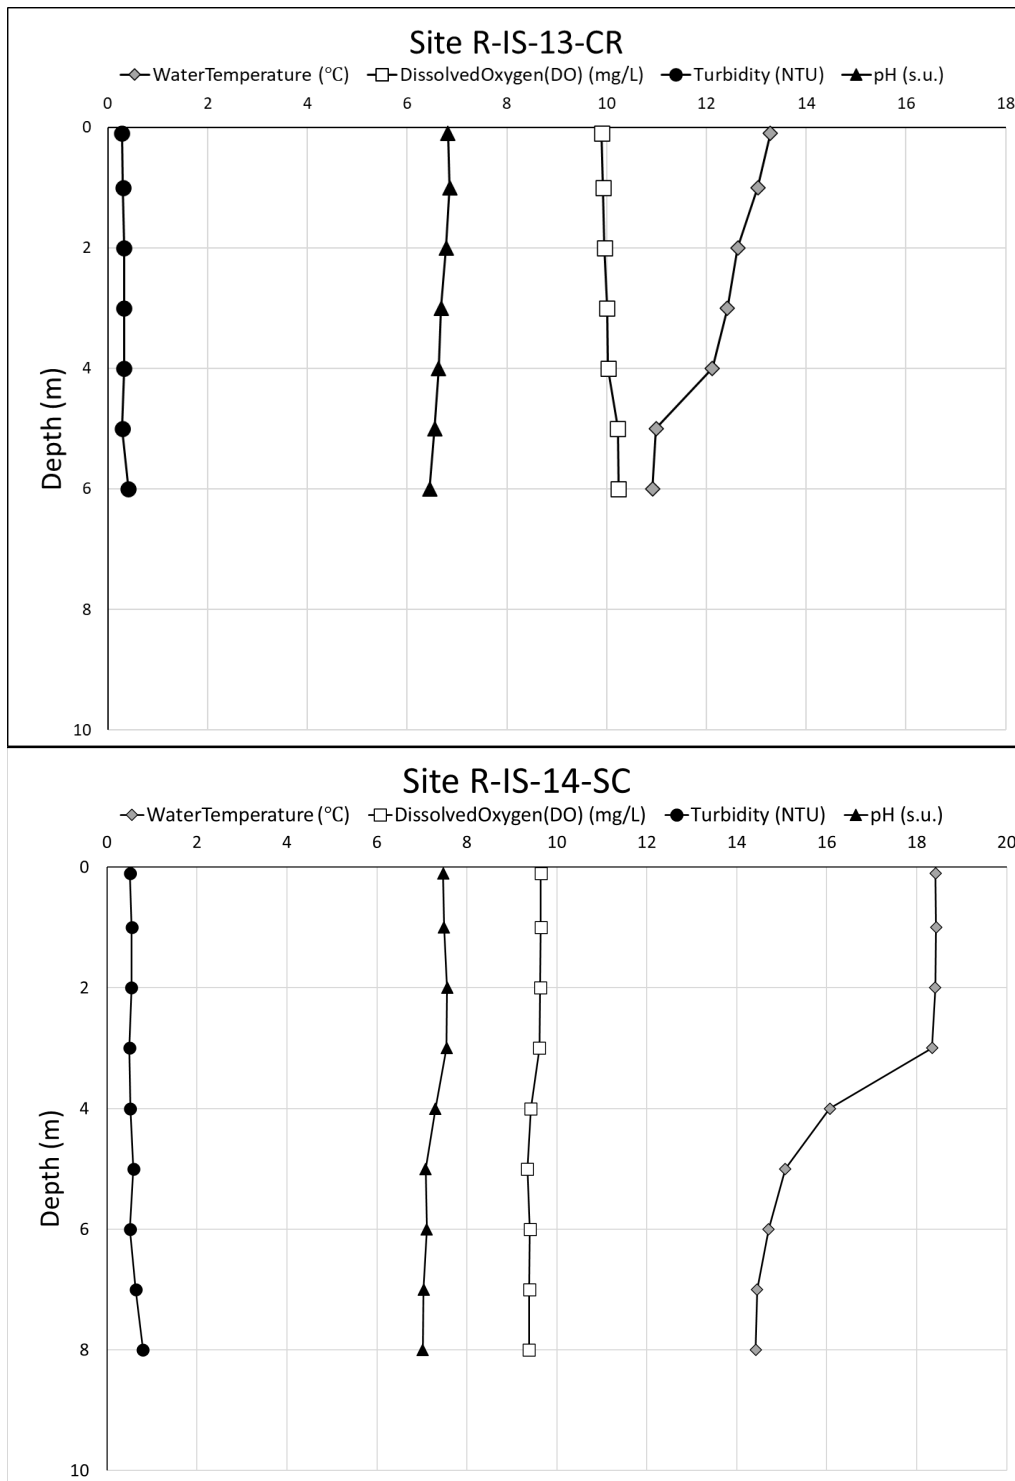 Site R-IS-13-CR
WaterTemperature (°C) DissolvedOxygen(DO) (mg/L) Turbidity (NTU) pH (s.u.)
0 2 4 6 8 10 12 14 16 18
0
2
4
Depth (m)
6
8
10
Site R-IS-14-SC
WaterTemperature (°C) DissolvedOxygen(DO) (mg/L) Turbidity (NTU) pH (s.u.)
0 2 4 6 8 10 12 14 16 18 20
0
2
4
Depth (m)
6
8
10